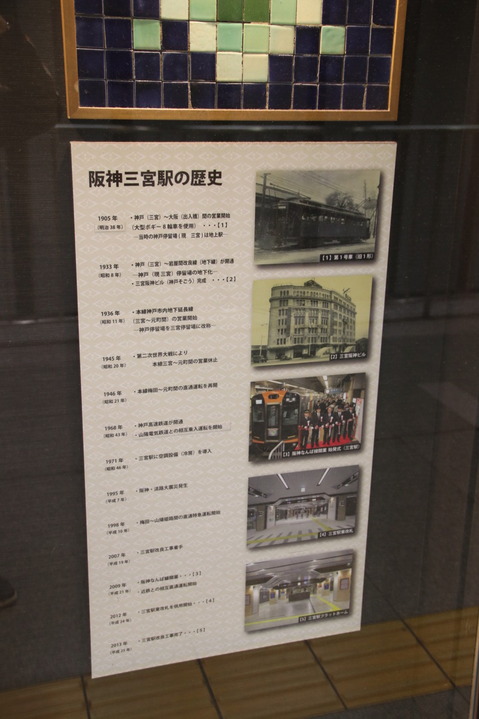 阪神三宮駅の歴史
1905年 ・神戸（三宮）～大阪（出入橋）間の営業開始
（明治38年） （大型ボギー8輪車を使用） ・・・【1】
―当時の神戸停留場（現 三宮）は地上駅―
【1】第1号車（旧1形）
1933年 ・神戸（三宮）～岩屋間改良線（地下線）が開通
（昭和8年） ―神戸（現 三宮）停留場の地下化―
・三宮阪神ビル（神戸そごう）完成 ・・・【2】
1936年 ・本線神戸市内地下延長線
（昭和11年） （三宮～元町間）の営業開始
―神戸停留場を三宮停留場に改称―
【2】三宮阪神ビル
1945年 ・第二次世界大戦により
（昭和20年） 本線三宮～元町間の営業休止
1946年 ・本線梅田～元町間の直通運転を再開
（昭和21年）
1968年 ・神戸高速鉄道が開通
（昭和43年） ・山陽電気鉄道との相互乗入運転を開始
【3】阪神なんば線開業 始発式（三宮駅）
1971年 ・三宮駅に空調設備（冷房）を導入
（昭和46年）
1995年 ・阪神・淡路大震災発生
（平成7年）
1998年 ・梅田～山陽姫路間の直通特急運転開始
（平成10年）
【4】三宮駅東改札
2007年 ・三宮駅改良工事着手
（平成19年）
2009年 ・阪神なんば線開業・・・【3】
（平成21年） ・近鉄との相互直通運転開始
2012年 ・三宮駅東改札を供用開始・・・【4】
（平成24年）
【5】三宮駅
2013年 ・三宮駅改良工事完了・・・【5】